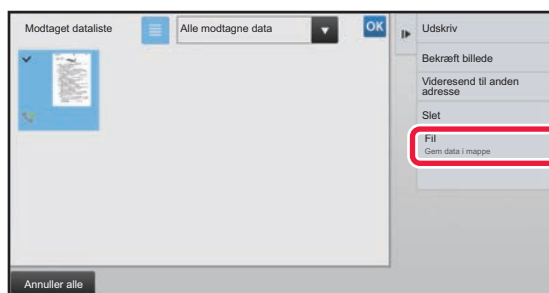 Modtaget dataliste
Alle modtagne data
OK
Udskriv
Bekræft billede
Videresend til anden
adresse
Slet
Fil
Gem data i mappe
Annuller alle